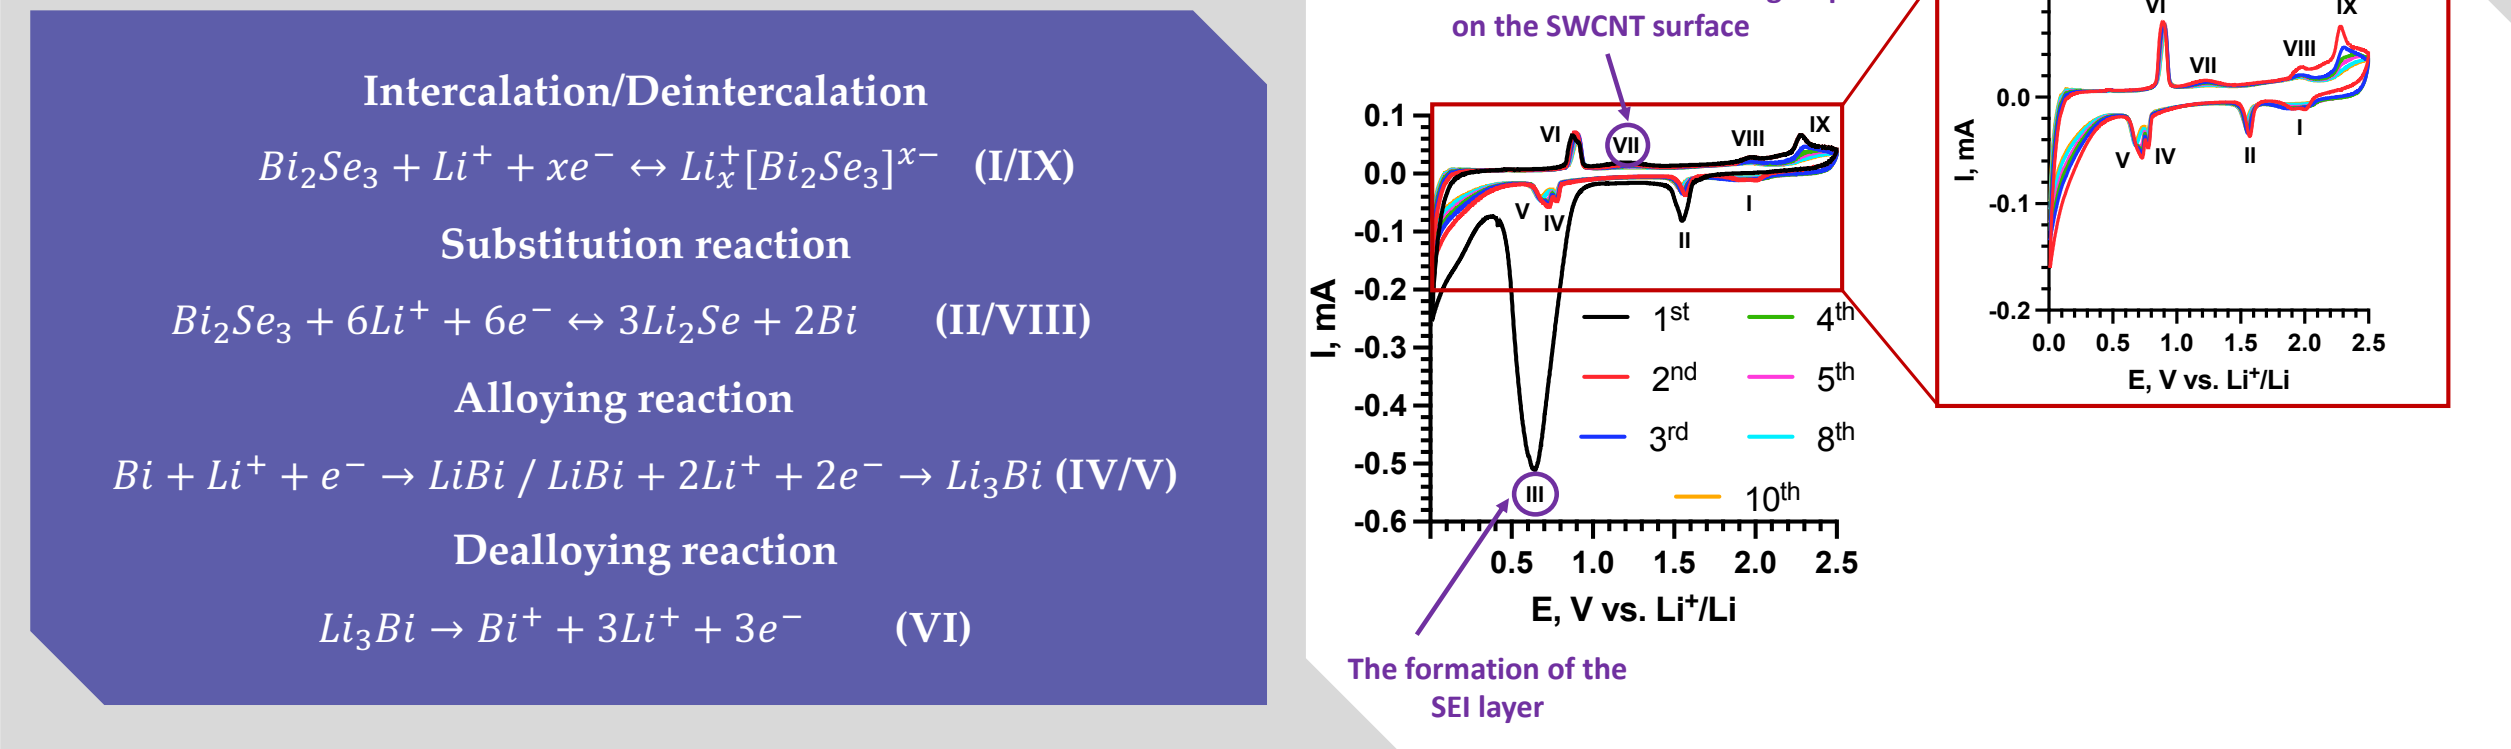 Intercalation/Deintercalation
Bi₂Se₃ + Li⁺ + xe⁻ ↔ Liₓ⁺[Bi₂Se₃]ˣ⁻ (I/IX)
Substitution reaction
Bi₂Se₃ + 6Li⁺ + 6e⁻ ↔ 3Li₂Se + 2Bi (II/VIII)
Alloying reaction
Bi + Li⁺ + e⁻ → LiBi / LiBi + 2Li⁺ + 2e⁻ → Li₃Bi (IV/V)
Dealloying reaction
Li₃Bi → Bi⁺ + 3Li⁺ + 3e⁻ (VI)
on the SWCNT surface
0.1
0.0
-0.1
-0.2
-0.3
-0.4
-0.5
-0.6
I, mA
VI
VII
VIII
IX
V
IV
II
I
III
1st
4th
2nd
5th
3rd
8th
10th
0.5 1.0 1.5 2.0 2.5
E, V vs. Li⁺/Li
The formation of the
SEI layer
VI
IX
VII
VIII
0.0
-0.1
-0.2
I, mA
V
IV
II
I
0.0 0.5 1.0 1.5 2.0 2.5
E, V vs. Li⁺/Li